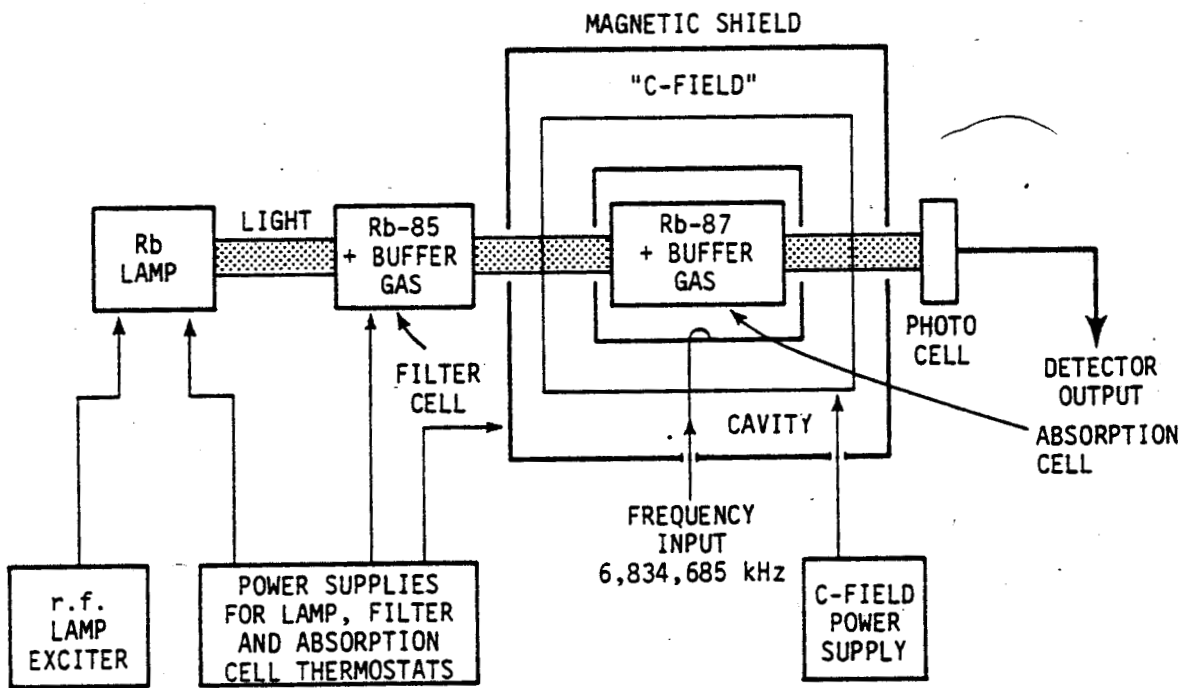 MAGNETIC SHIELD
"C-FIELD"
Rb
LAMP
LIGHT
Rb-85
+ BUFFER
GAS
Rb-87
+ BUFFER
GAS
PHOTO
CELL
FILTER
CELL
DETECTOR
OUTPUT
CAVITY
ABSORPTION
CELL
FREQUENCY
INPUT
6,834,685 kHz
r.f.
LAMP
EXCITER
POWER SUPPLIES
FOR LAMP, FILTER
AND ABSORPTION
CELL THERMOSTATS
C-FIELD
POWER
SUPPLY